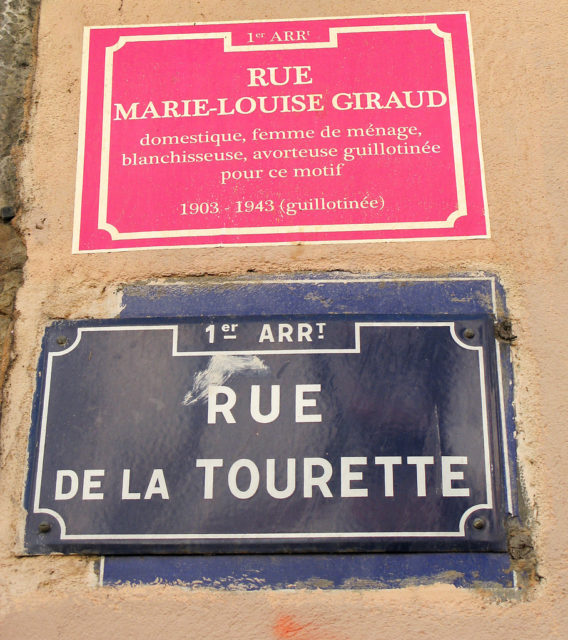 1er ARRT
RUE
MARIE-LOUISE GIRAUD
domestique, femme de ménage,
blanchisseuse, avorteuse guillotinée
pour ce motif
1903 - 1943 (guillotinée)
1er ARRT
RUE
DE LA TOURETTE